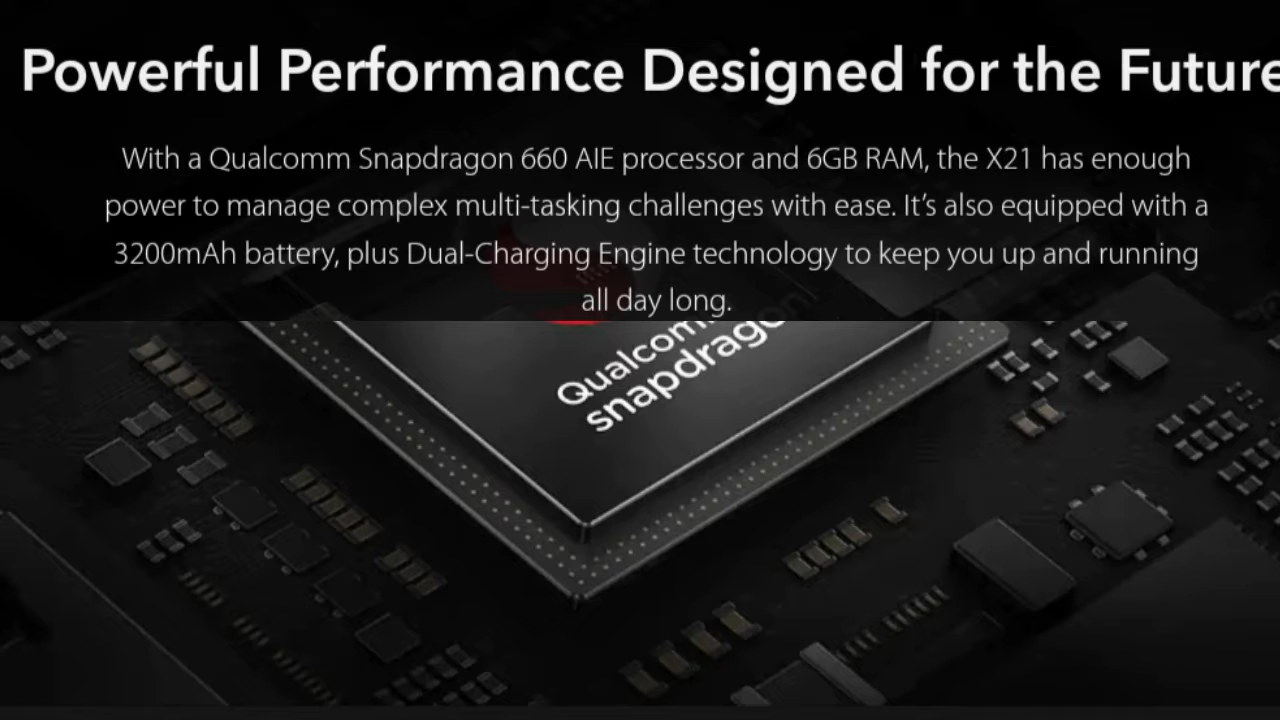 Powerful Performance Designed for the Future
With a Qualcomm Snapdragon 660 AIE processor and 6GB RAM, the X21 has enough
power to manage complex multi-tasking challenges with ease. It’s also equipped with a
3200mAh battery, plus Dual-Charging Engine technology to keep you up and running
all day long.
Qualcomm
snapdragon